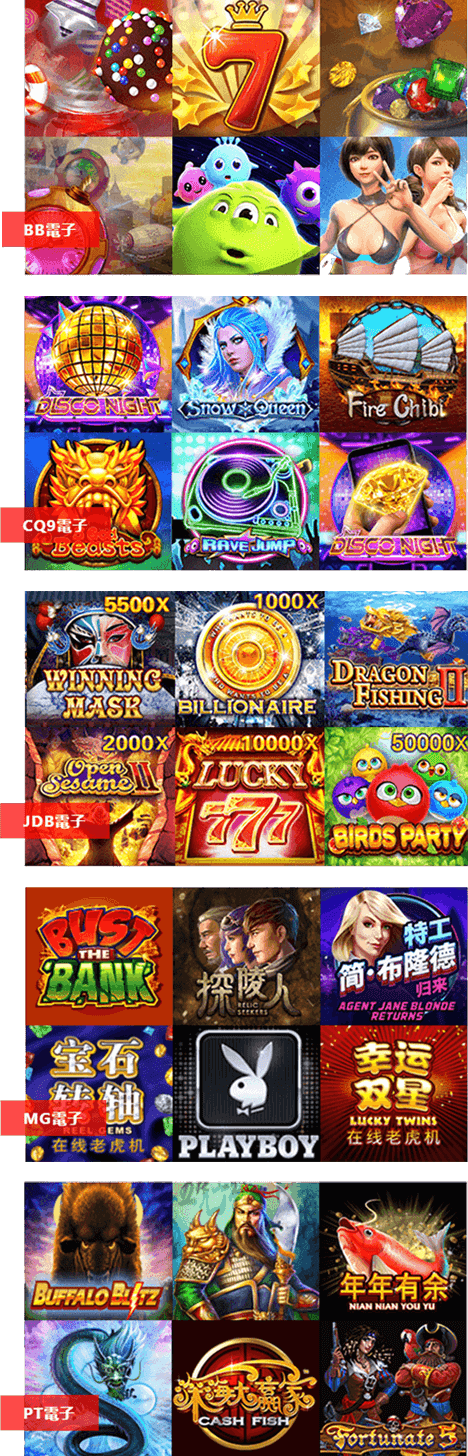 7
BB電子
DISCO NIGHT
Snow Queen
Fire Chibi
Beasts
RAVE JUMP
DISCO NIGHT
CQ9電子
5500X
WINNING
MASK
1000X
BILLIONAIRE
DRAGON
FISHING II
2000X
Open
Sesame II
10000X
LUCKY
777
50000X
BIRDS PARTY
JDB電子
BUST
THE
BANK
探陵人
RELIC
SEEKERS
特工
简·布隆德
归来
AGENT JANE BLONDE
RETURNS
宝石
转轴
REEL GEMS
在线老虎机
PLAYBOY
幸运
双星
LUCKY TWINS
在线老虎机
MG電子
BUFFALO BLITZ
年年有余
NIAN NIAN YOU YU
深海大赢家
CASH FISH
Fortunate 5
PT電子